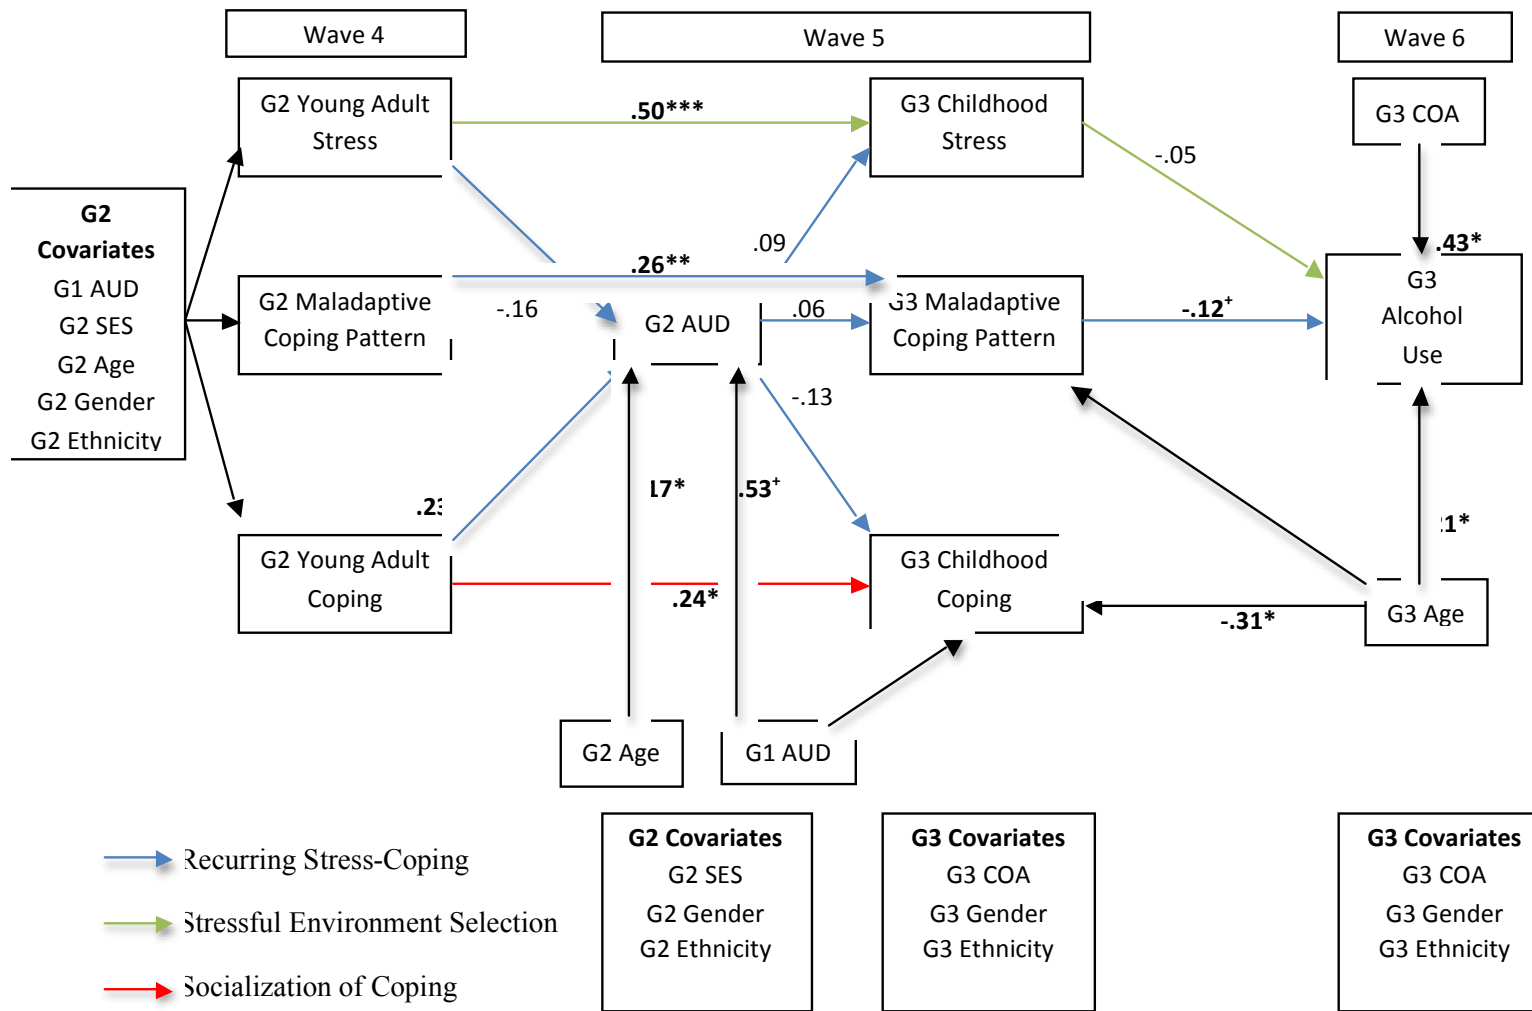 Wave 4
Wave 5
Wave 6
G2 Young Adult
Stress
.50***
G3 Childhood
Stress
G3 COA
-.05
G2
Covariates
G1 AUD
G2 SES
G2 Age
G2 Gender
G2 Ethnicity
.09
.26**
.43*
G2 Maladaptive
Coping Pattern
-.16
G2 AUD
.06
G3 Maladaptive
Coping Pattern
-.12+
G3
Alcohol
Use
-.13
.23
17*
.53+
21*
G2 Young Adult
Coping
.24*
G3 Childhood
Coping
-.31*
G3 Age
G2 Age
G1 AUD
Recurring Stress-Coping
Stressful Environment Selection
Socialization of Coping
G2 Covariates
G2 SES
G2 Gender
G2 Ethnicity
G3 Covariates
G3 COA
G3 Gender
G3 Ethnicity
G3 Covariates
G3 COA
G3 Gender
G3 Ethnicity